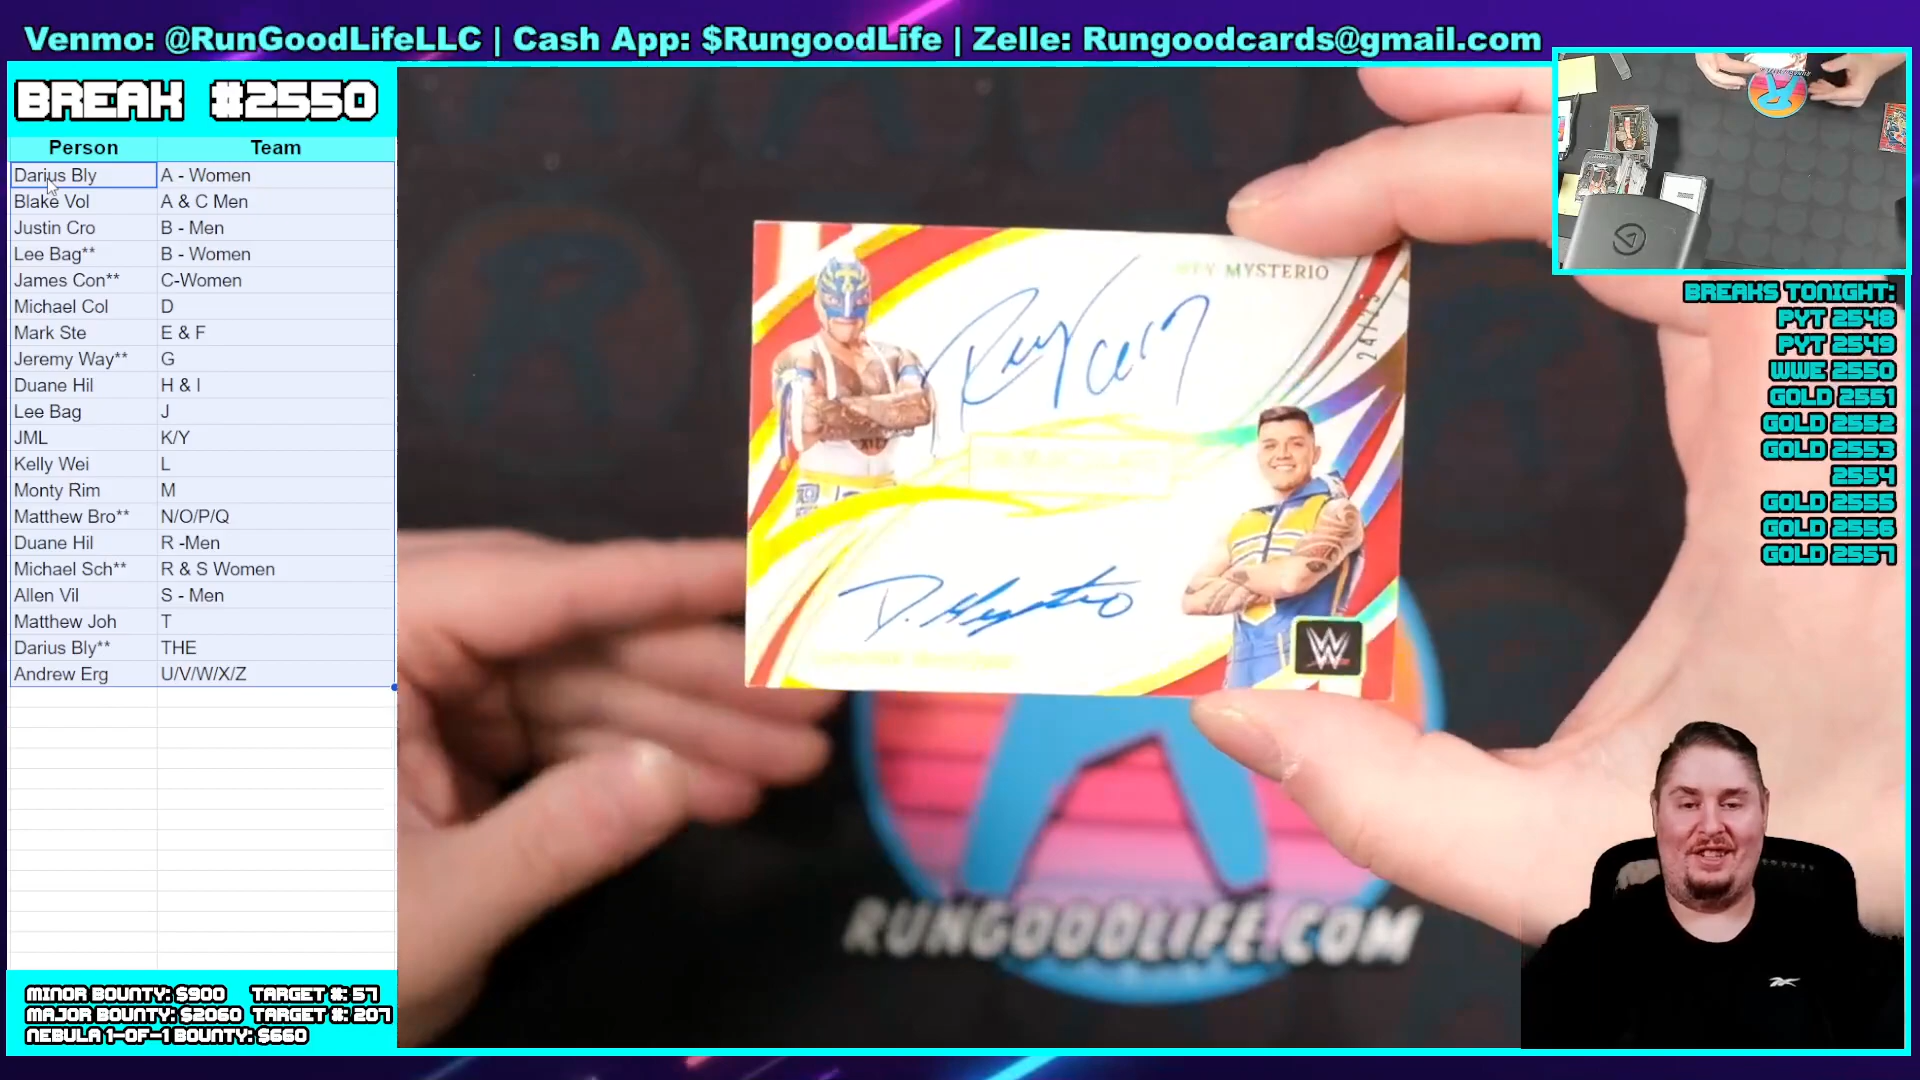 Venmo: @RunGoodLifeLLC | Cash App: $RungoodLife | Zelle: Rungoodcards@gmail.com
BREAK #2550
Person Team
Darius Bly A - Women
Blake Vol A & C Men
Justin Cro B - Men
Lee Bag** B - Women
James Con** C-Women
Michael Col D
Mark Ste E & F
Jeremy Way** G
Duane Hil H & I
Lee Bag J
JML K/Y
Kelly Wei L
Monty Rim M
Matthew Bro** N/O/P/Q
Duane Hil R -Men
Michael Sch** R & S Women
Allen Vil S - Men
Matthew Joh T
Darius Bly** THE
Andrew Erg U/V/W/X/Z
MINOR BOUNTY: $900 TARGET #: 57
MAJOR BOUNTY: $2060 TARGET #: 207
NEBULA 1-OF-1 BOUNTY: $660
REY MYSTERIO
24/25
D. Mysterio
W
RUNGOODLIFE.COM
BREAKS TONIGHT:
PYT 2548
PYT 2549
WWE 2550
GOLD 2551
GOLD 2552
GOLD 2553
2554
GOLD 2555
GOLD 2556
GOLD 2557